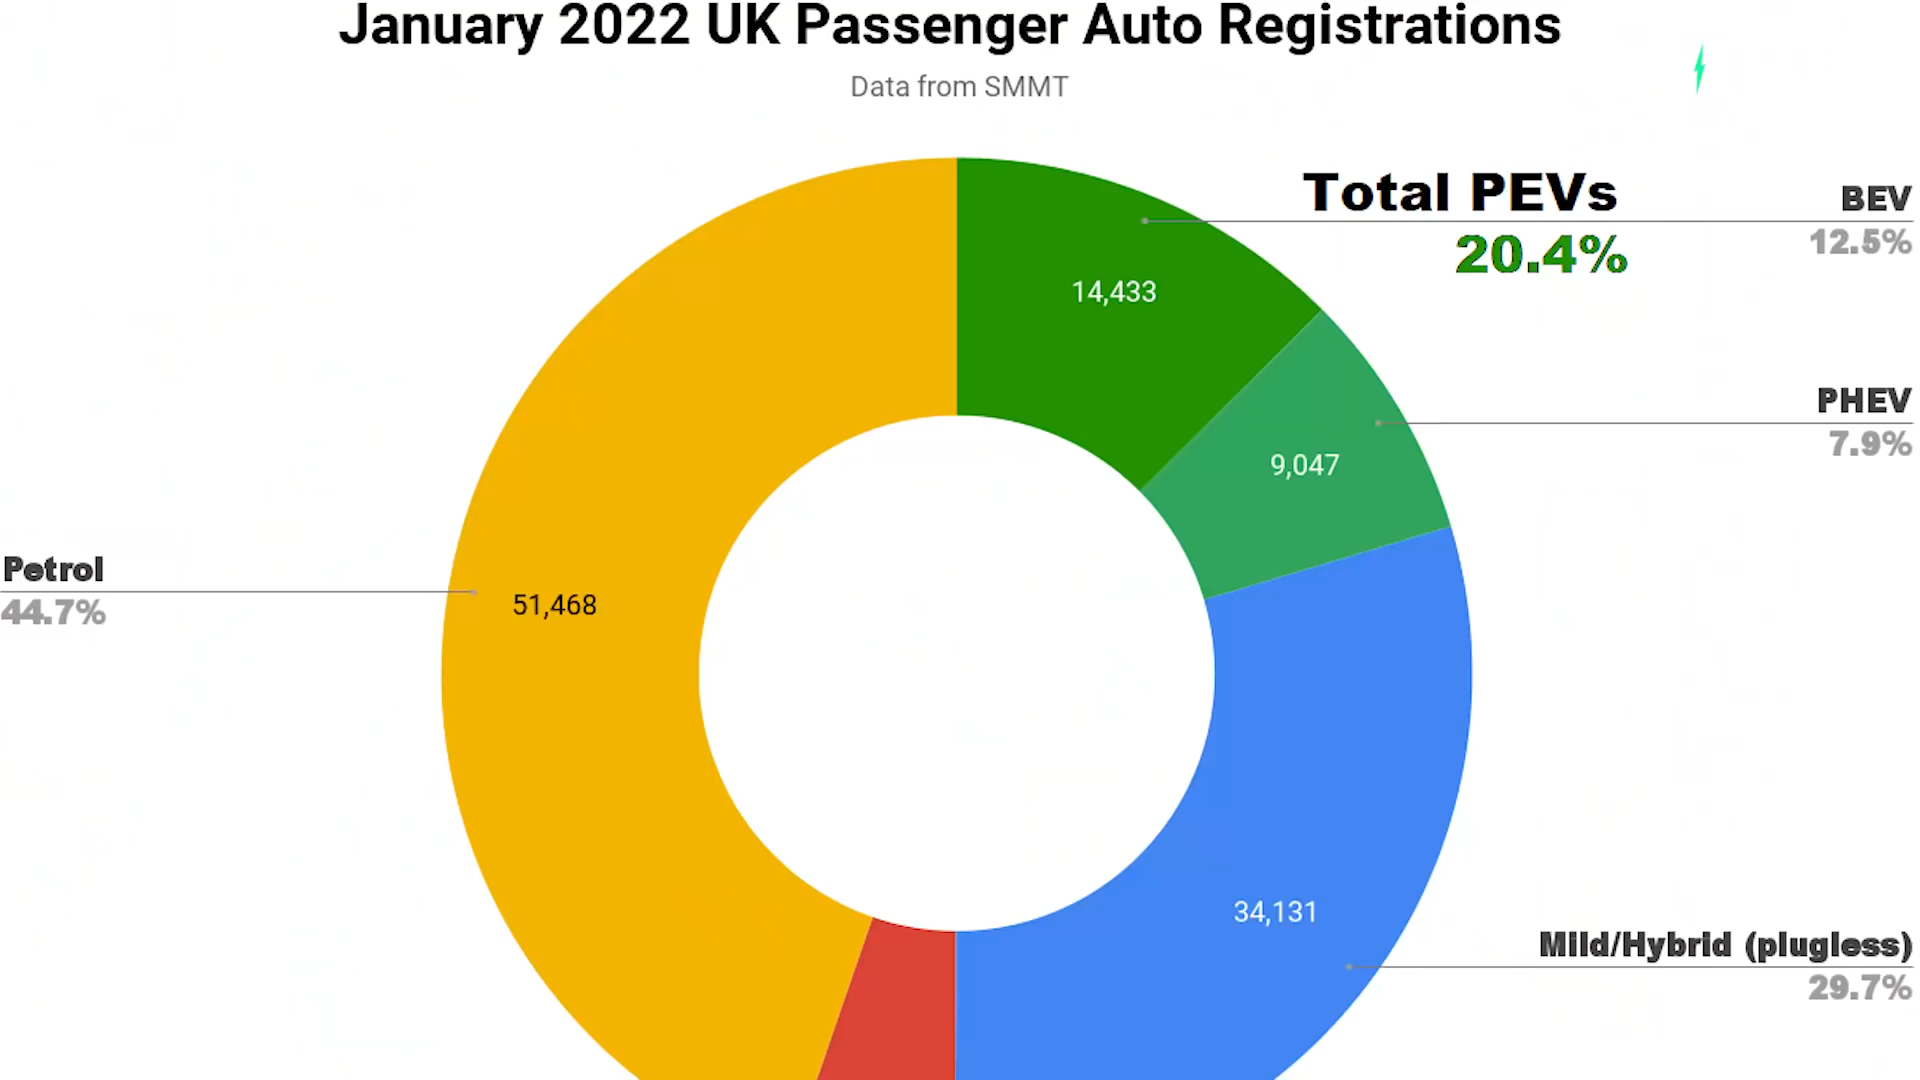 January 2022 UK Passenger Auto Registrations
Data from SMMT
Total PEVs
20.4%
BEV
12.5%
14,433
PHEV
7.9%
9,047
Petrol
44.7%
51,468
34,131
Mild/Hybrid (plugless)
29.7%